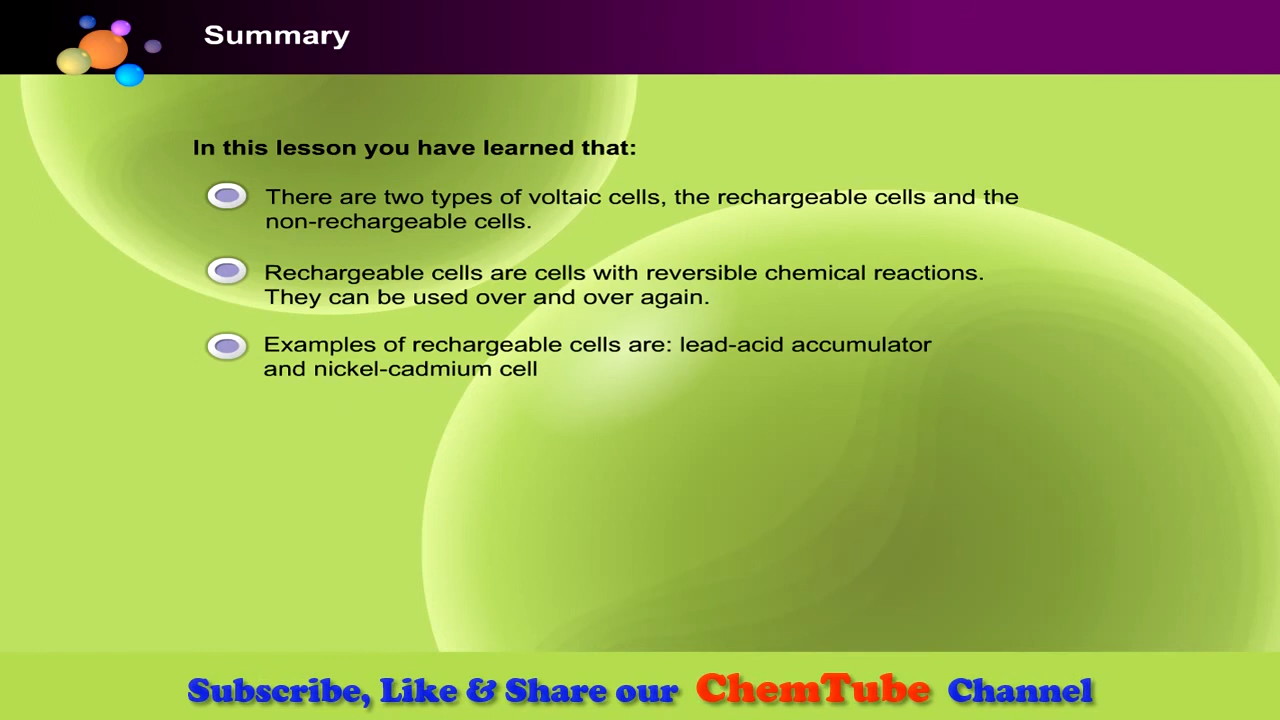 Summary
In this lesson you have learned that:
There are two types of voltaic cells, the rechargeable cells and the
non-rechargeable cells.
Rechargeable cells are cells with reversible chemical reactions.
They can be used over and over again.
Examples of rechargeable cells are: lead-acid accumulator
and nickel-cadmium cell
Subscribe, Like & Share our ChemTube Channel